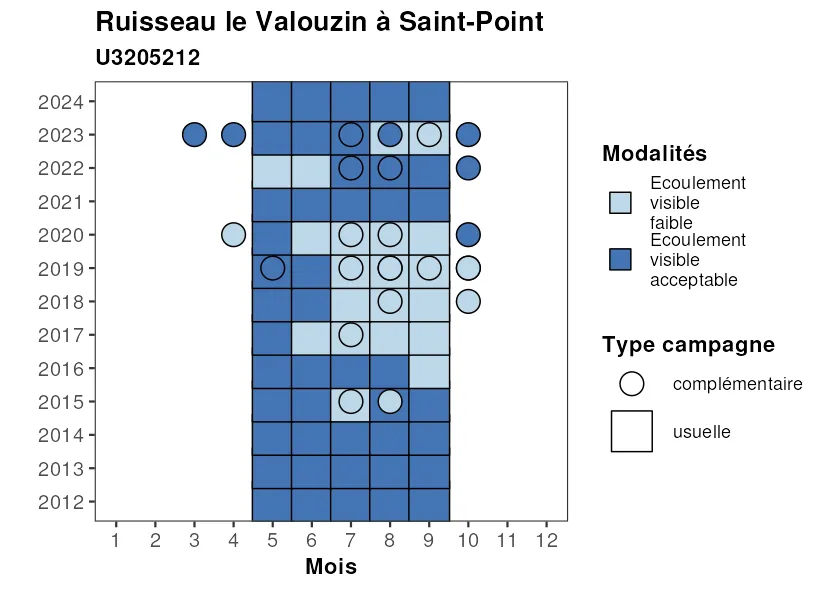 Ruisseau le Valouzin à Saint-Point
U3205212
2024
2023
2022
2021
2020
2019
2018
2017
2016
2015
2014
2013
2012
1 2 3 4 5 6 7 8 9 10 11 12
Mois
Modalités
Ecoulement
visible
faible
Ecoulement
visible
acceptable
Type campagne
complémentaire
usuelle